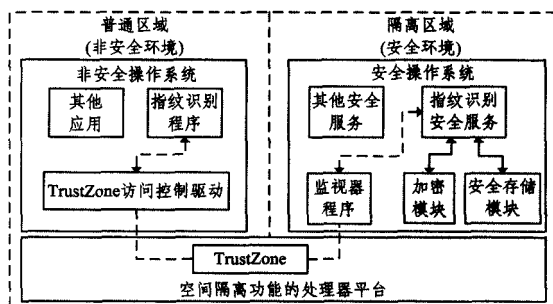 普通区域
(非安全环境)
非安全操作系统
其他
应用
指纹识别
程序
TrustZone访问控制驱动
隔离区域
(安全环境)
安全操作系统
其他安全
服务
指纹识别
安全服务
监视器
程序
加密
模块
安全存储
模块
TrustZone
空间隔离功能的处理器平台